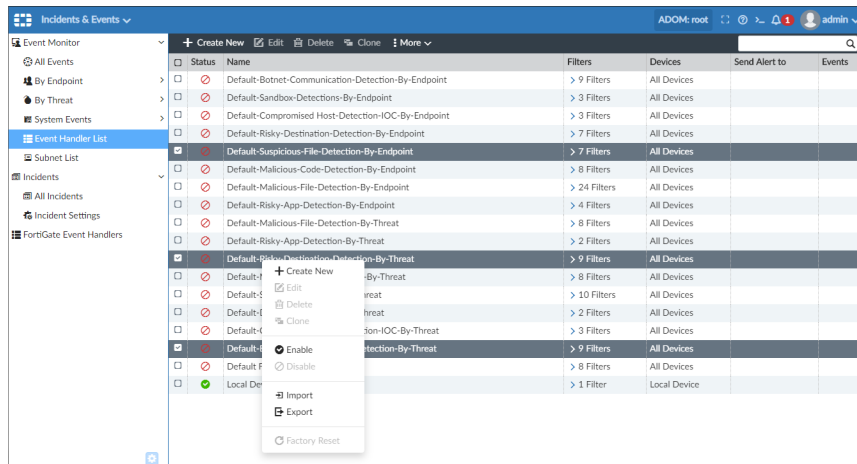 Incidents & Events
ADOM: root
1
admin
Event Monitor
All Events
By Endpoint
By Threat
System Events
Event Handler List
Subnet List
Incidents
All Incidents
Incident Settings
FortiGate Event Handlers
Create New Edit Delete Clone More
Status Name Filters Devices Send Alert to Events
Default-Botnet-Communication-Detection-By-Endpoint 9 Filters All Devices
Default-Sandbox-Detections-By-Endpoint 3 Filters All Devices
Default-Compromised Host-Detection-IOC-By-Endpoint 3 Filters All Devices
Default-Risky-Destination-Detection-By-Endpoint 7 Filters All Devices
Default-Suspicious-File-Detection-By-Endpoint 7 Filters All Devices
Default-Malicious-Code-Detection-By-Endpoint 8 Filters All Devices
Default-Malicious-File-Detection-By-Endpoint 24 Filters All Devices
Default-Risky-App-Detection-By-Endpoint 4 Filters All Devices
Default-Malicious-File-Detection-By-Threat 8 Filters All Devices
Default-Risky-App-Detection-By-Threat 2 Filters All Devices
Default-Risky-Destination-Detection-By-Threat 9 Filters All Devices
-By-Threat 8 Filters All Devices
10 Filters All Devices
2 Filters All Devices
tion-IOC-By-Threat 3 Filters All Devices
etection-By-Threat 9 Filters All Devices
Default 8 Filters All Devices
Local 1 Filter Local Device
Create New
Edit
Delete
Clone
Enable
Disable
Import
Export
Factory Reset